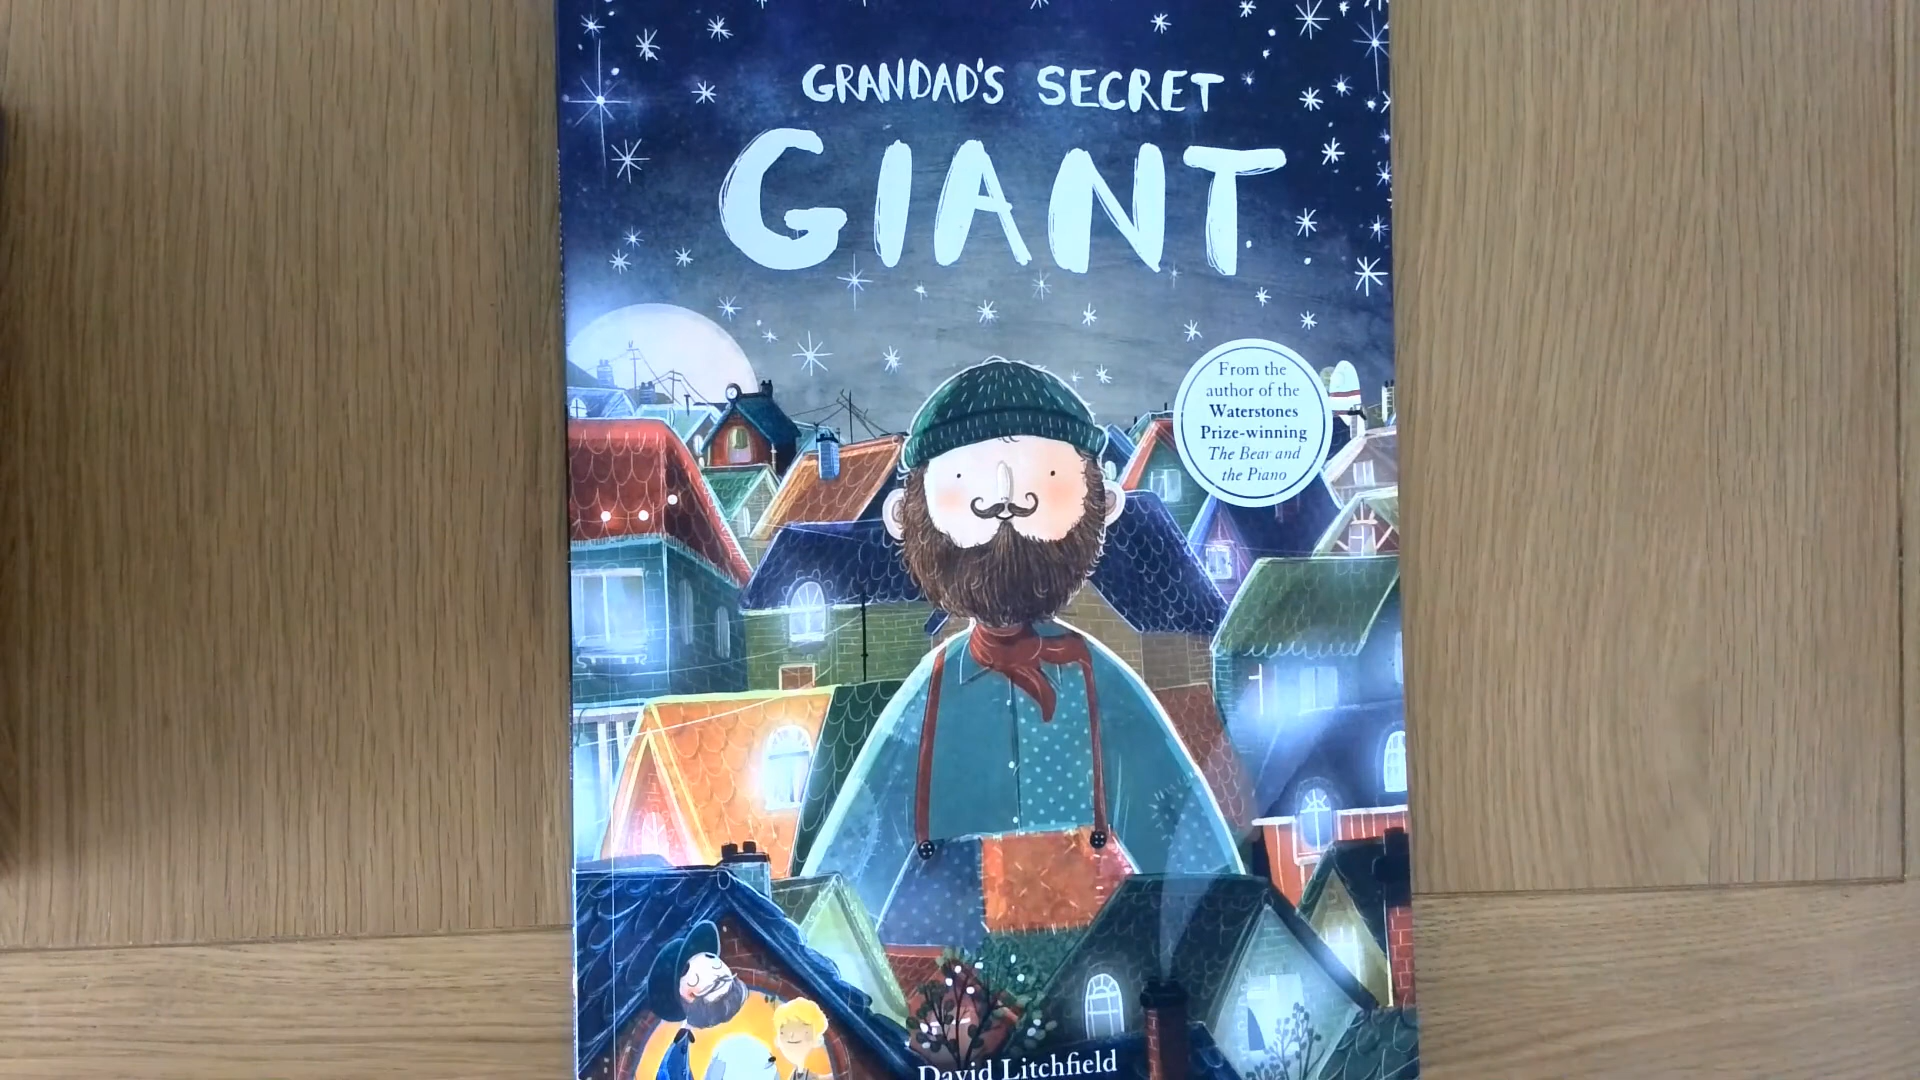 GRANDAD'S SECRET
GIANT
From the
author of the
Waterstones
Prize-winning
The Bear and
the Piano
David Litchfield